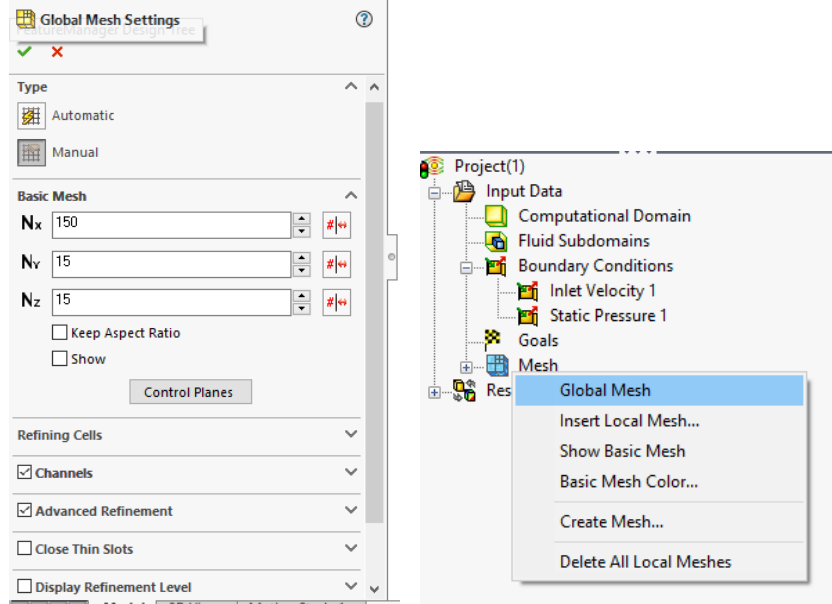 Global Mesh Settings
FeatureManager Design Tree
Type
Automatic
Manual
Basic Mesh
Nx 150
NY 15
Nz 15
Keep Aspect Ratio
Show
Control Planes
Refining Cells
Channels
Advanced Refinement
Close Thin Slots
Display Refinement Level
Project(1)
Input Data
Computational Domain
Fluid Subdomains
Boundary Conditions
Inlet Velocity 1
Static Pressure 1
Goals
Mesh
Res
Global Mesh
Insert Local Mesh...
Show Basic Mesh
Basic Mesh Color...
Create Mesh...
Delete All Local Meshes